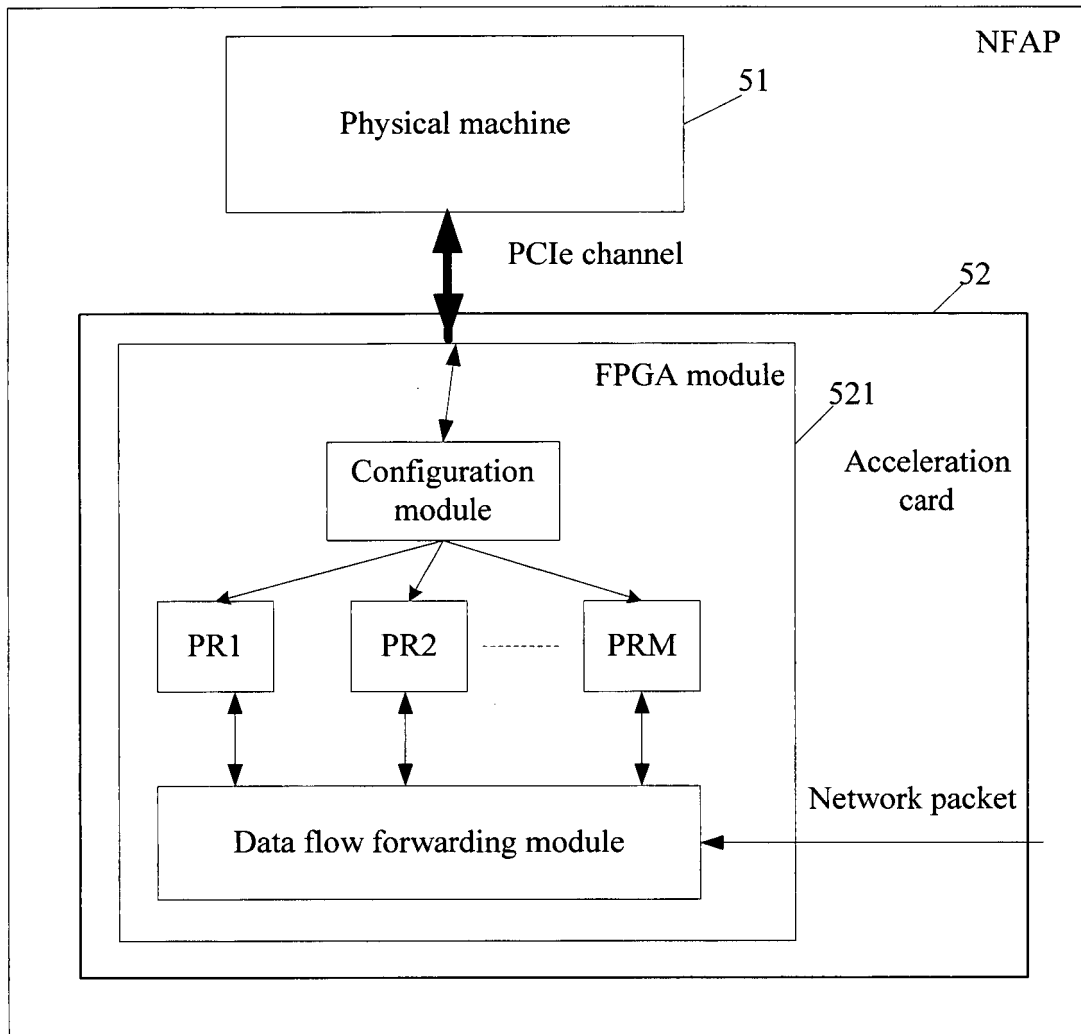 NFAP
51
Physical machine
PCIe channel
52
FPGA module
521
Configuration
module
Acceleration
card
PR1
PR2
PRM
Network packet
Data flow forwarding module